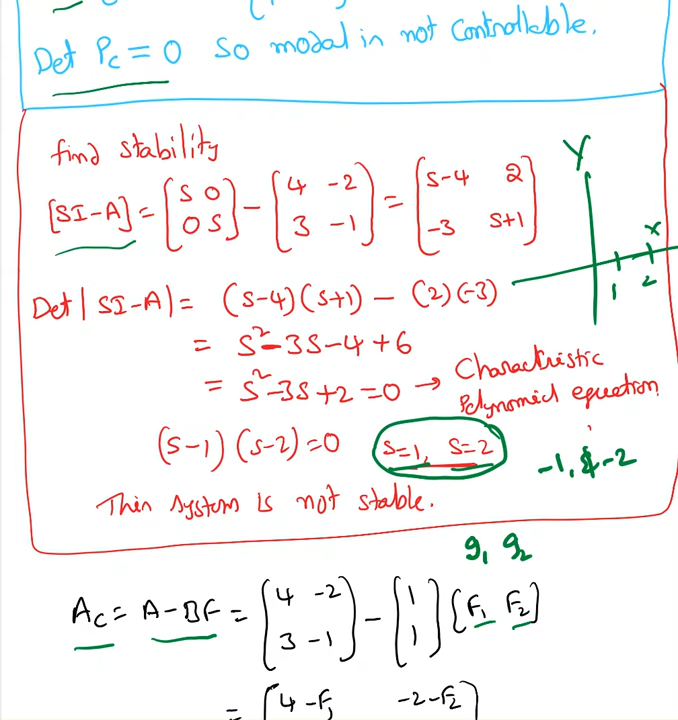 Det Pc = 0 so modal in not controllable.
find stability
[SI-A] = [S 0 0 S] - [4 -2 3 -1] = [S-4 2 -3 S+1]
Y
x
1 2
Det |SI-A| = (S-4)(S+1) - (2)(-3)
= S²-3S-4+6
= S²-3S+2=0 → Charactristic
Polynomial equation
(S-1)(S-2)=0 S=1, S=2
-1, & -2
This system is not stable.
g₁ g₂
Ac = A-BF = [4 -2 3 -1] - [1 1] [F₁ F₂]
= [4-F₁ -2-F₂]